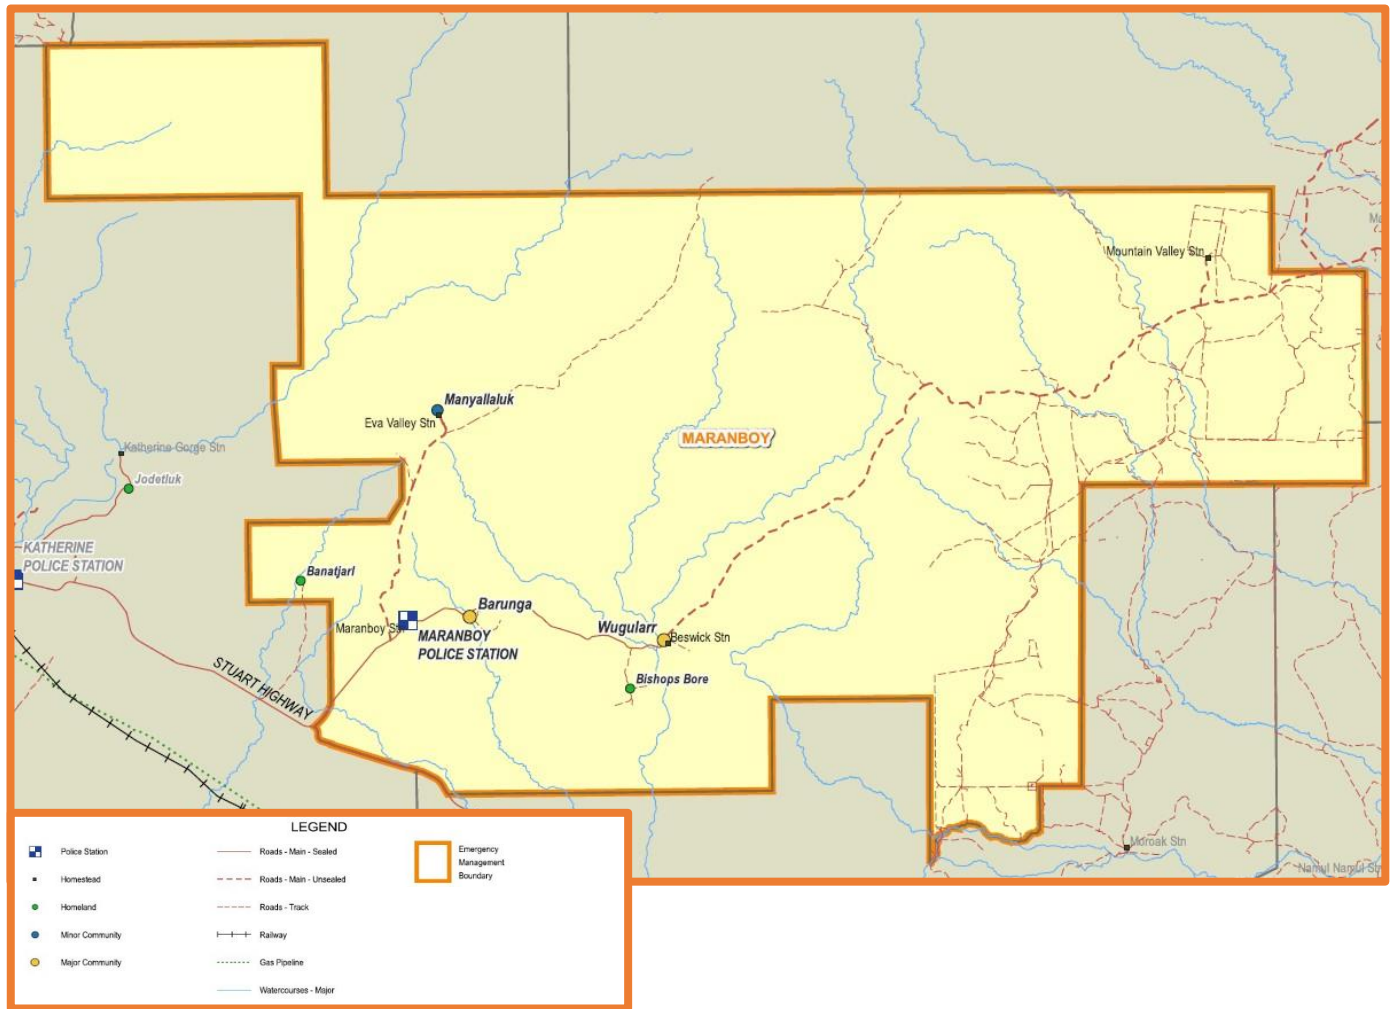 Mountain Valley Stn
Manyallaluk
Eva Valley Stn
MARANBOY
Katherine Gorge Stn
Jodetluk
KATHERINE
POLICE STATION
Banatjarl
Barunga
Maranboy
MARANBOY
POLICE STATION
Wugularr
Beswick Stn
Bishops Bore
STUART HIGHWAY
Moroak Stn
Namul Namul Stn
LEGEND
Police Station
Homestead
Homeland
Minor Community
Major Community
Roads - Main - Sealed
Roads - Main - Unsealed
Roads - Track
Railway
Gas Pipeline
Watercourses - Major
Emergency
Management
Boundary